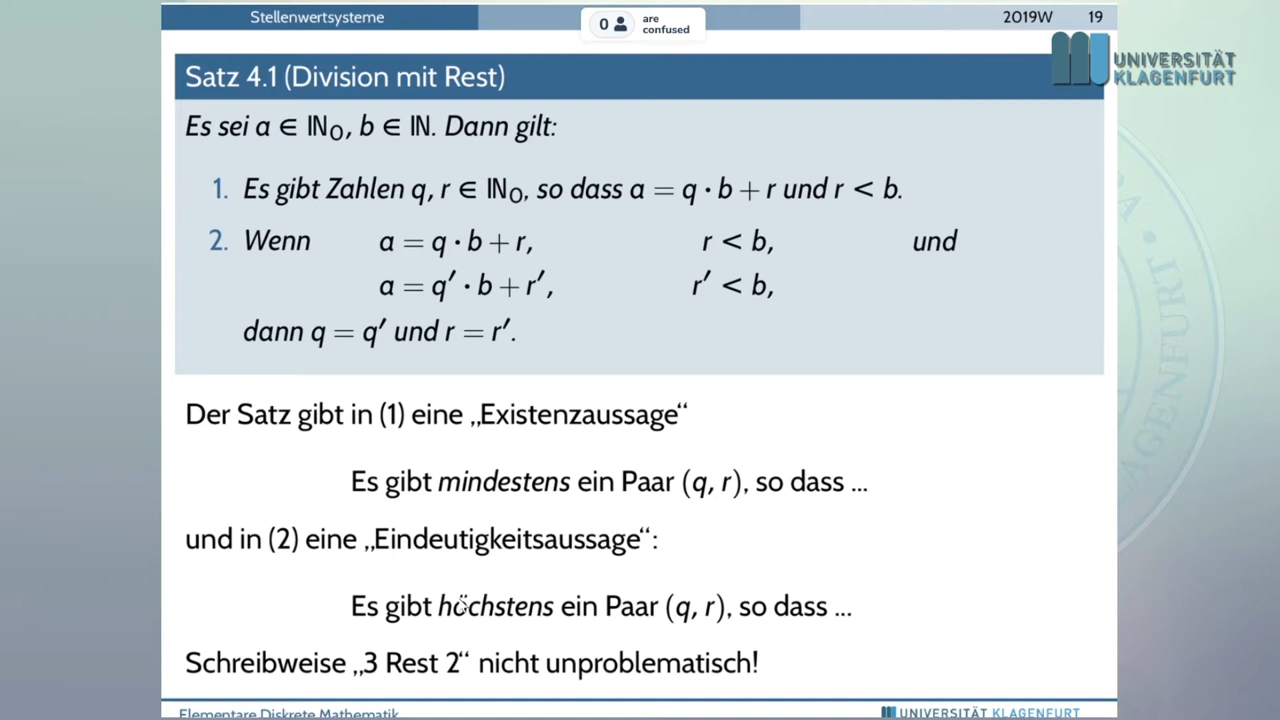 Stellenwertsysteme
0 are confused
2019W 19
UNIVERSITÄT
KLAGENFURT
Satz 4.1 (Division mit Rest)
Es sei a ∈ ℕ₀, b ∈ ℕ. Dann gilt:
1. Es gibt Zahlen q, r ∈ ℕ₀, so dass a = q · b + r und r < b.
2. Wenn a = q · b + r, r < b, und
a = q′ · b + r′, r′ < b,
dann q = q′ und r = r′.
Der Satz gibt in (1) eine „Existenzaussage“
Es gibt mindestens ein Paar (q, r), so dass ...
und in (2) eine „Eindeutigkeitsaussage“:
Es gibt höchstens ein Paar (q, r), so dass ...
Schreibweise „3 Rest 2“ nicht unproblematisch!
Elementare Diskrete Mathematik
UNIVERSITÄT KLAGENFURT